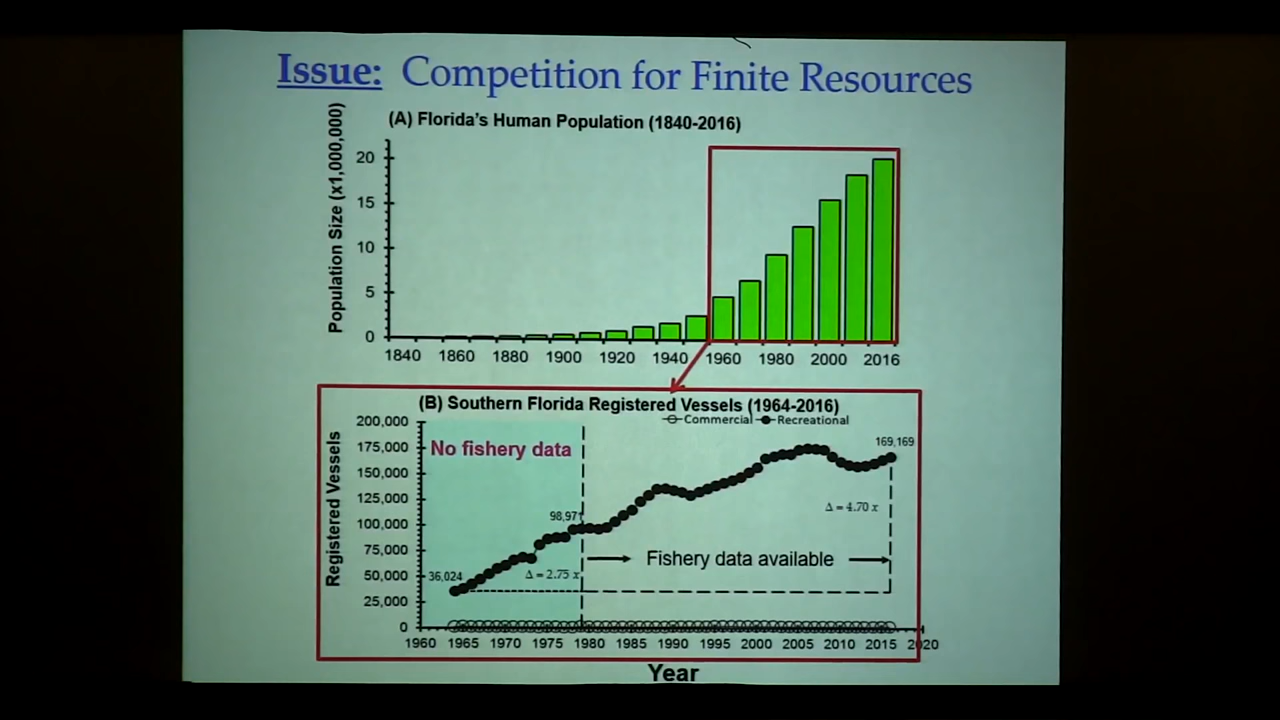 Issue: Competition for Finite Resources
(A) Florida's Human Population (1840-2016)
Population Size (x1,000,000)
20
15
10
5
0
1840 1860 1880 1900 1920 1940 1960 1980 2000 2016
(B) Southern Florida Registered Vessels (1964-2016)
Commercial Recreational
Registered Vessels
200,000
175,000
150,000
125,000
100,000
75,000
50,000
25,000
0
No fishery data
169,169
98,971
Δ = 4.70 x
Fishery data available
36,024
Δ = 2.75 x
1960 1965 1970 1975 1980 1985 1990 1995 2000 2005 2010 2015 2020
Year